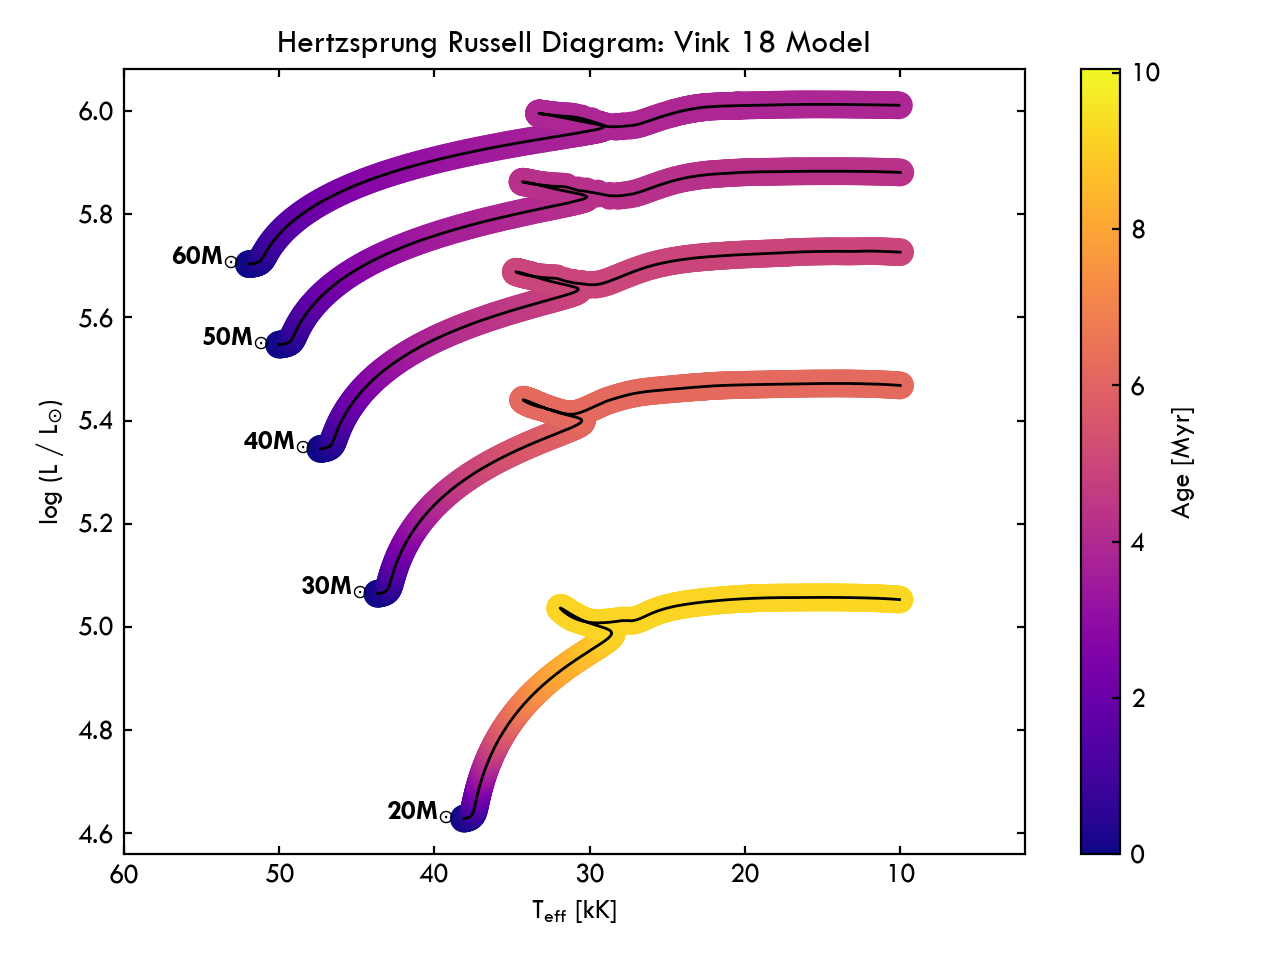 Hertzsprung Russell Diagram: Vink 18 Model
log (L / L⊙)
6.0
5.8
5.6
5.4
5.2
5.0
4.8
4.6
60M⊙
50M⊙
40M⊙
30M⊙
20M⊙
60
50
40
30
20
10
T_eff [kK]
10
8
6
4
2
0
Age [Myr]